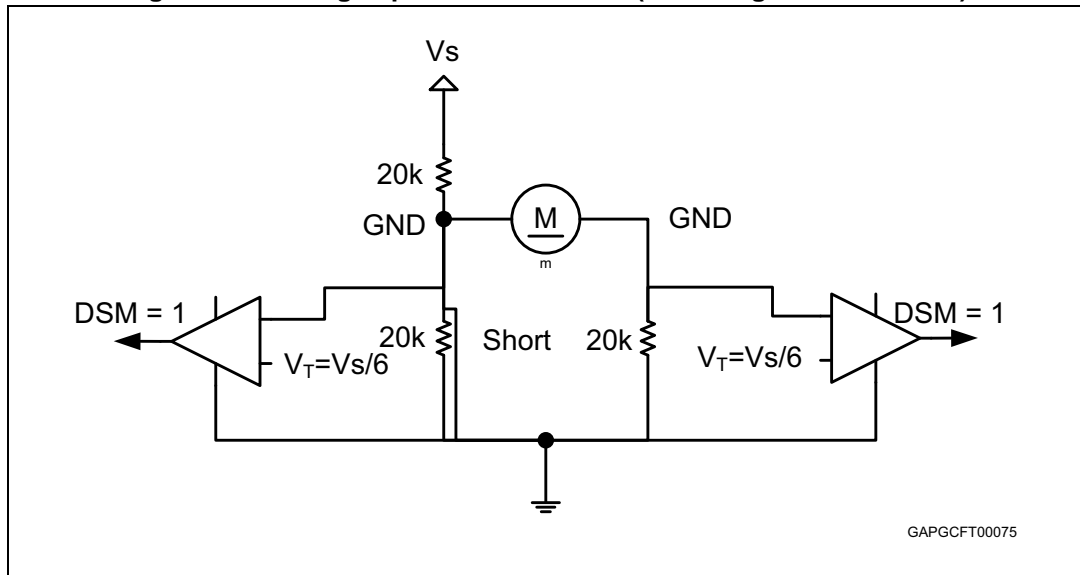 Vs
20k
GND
M
GND
m
DSM = 1
20k
Short
20k
DSM = 1
V_T=Vs/6
V_T=Vs/6
GAPGCFT00075